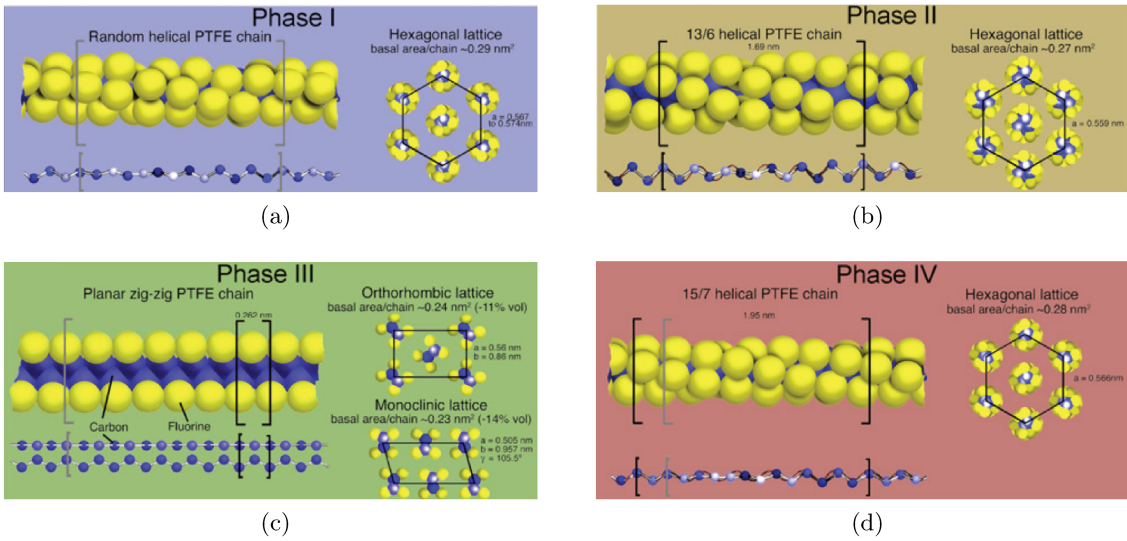 Phase I
Random helical PTFE chain
Hexagonal lattice
basal area/chain ~0.29 nm²
a = 0.567
to 0.574nm
(a)
Phase II
13/6 helical PTFE chain
1.69 nm
Hexagonal lattice
basal area/chain ~0.27 nm²
a = 0.559 nm
(b)
Phase III
Planar zig-zig PTFE chain
0.262 nm
Carbon
Fluorine
Orthorhombic lattice
basal area/chain ~0.24 nm² (-11% vol)
a = 0.56 nm
b = 0.86 nm
Monoclinic lattice
basal area/chain ~0.23 nm² (-14% vol)
a = 0.505 nm
b = 0.957 nm
γ = 105.5°
(c)
Phase IV
15/7 helical PTFE chain
1.95 nm
Hexagonal lattice
basal area/chain ~0.28 nm²
a = 0.566nm
(d)